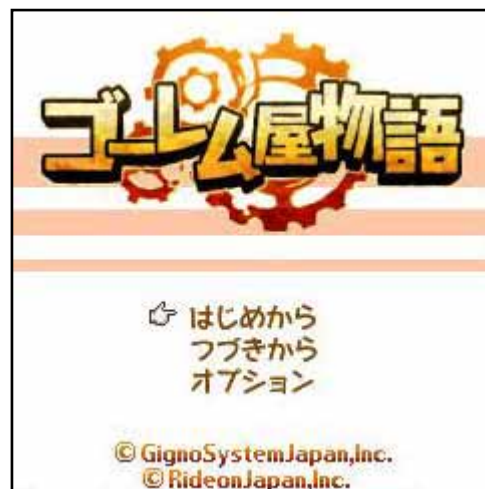 ゴーレム屋物語
はじめから
つづきから
オプション
© GignoSystemJapan,Inc.
© RideonJapan,Inc.